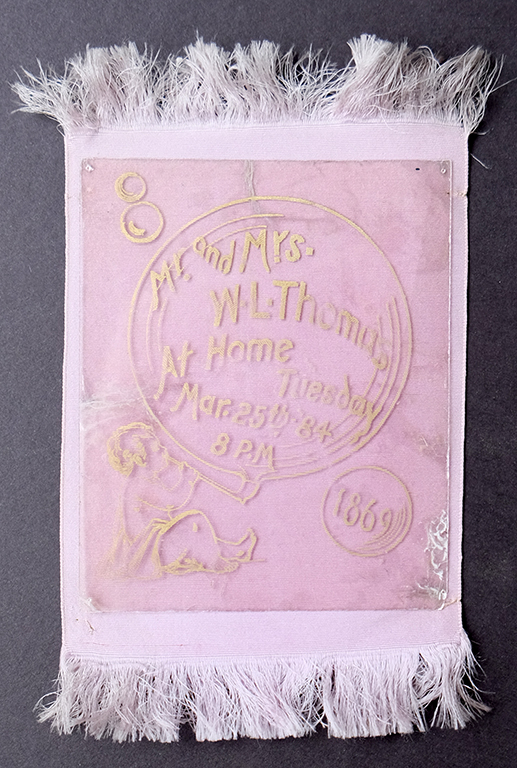 Mr. and Mrs.
W. L. Thomas
At Home
Tuesday
Mar. 25th '84
8 P.M
1869